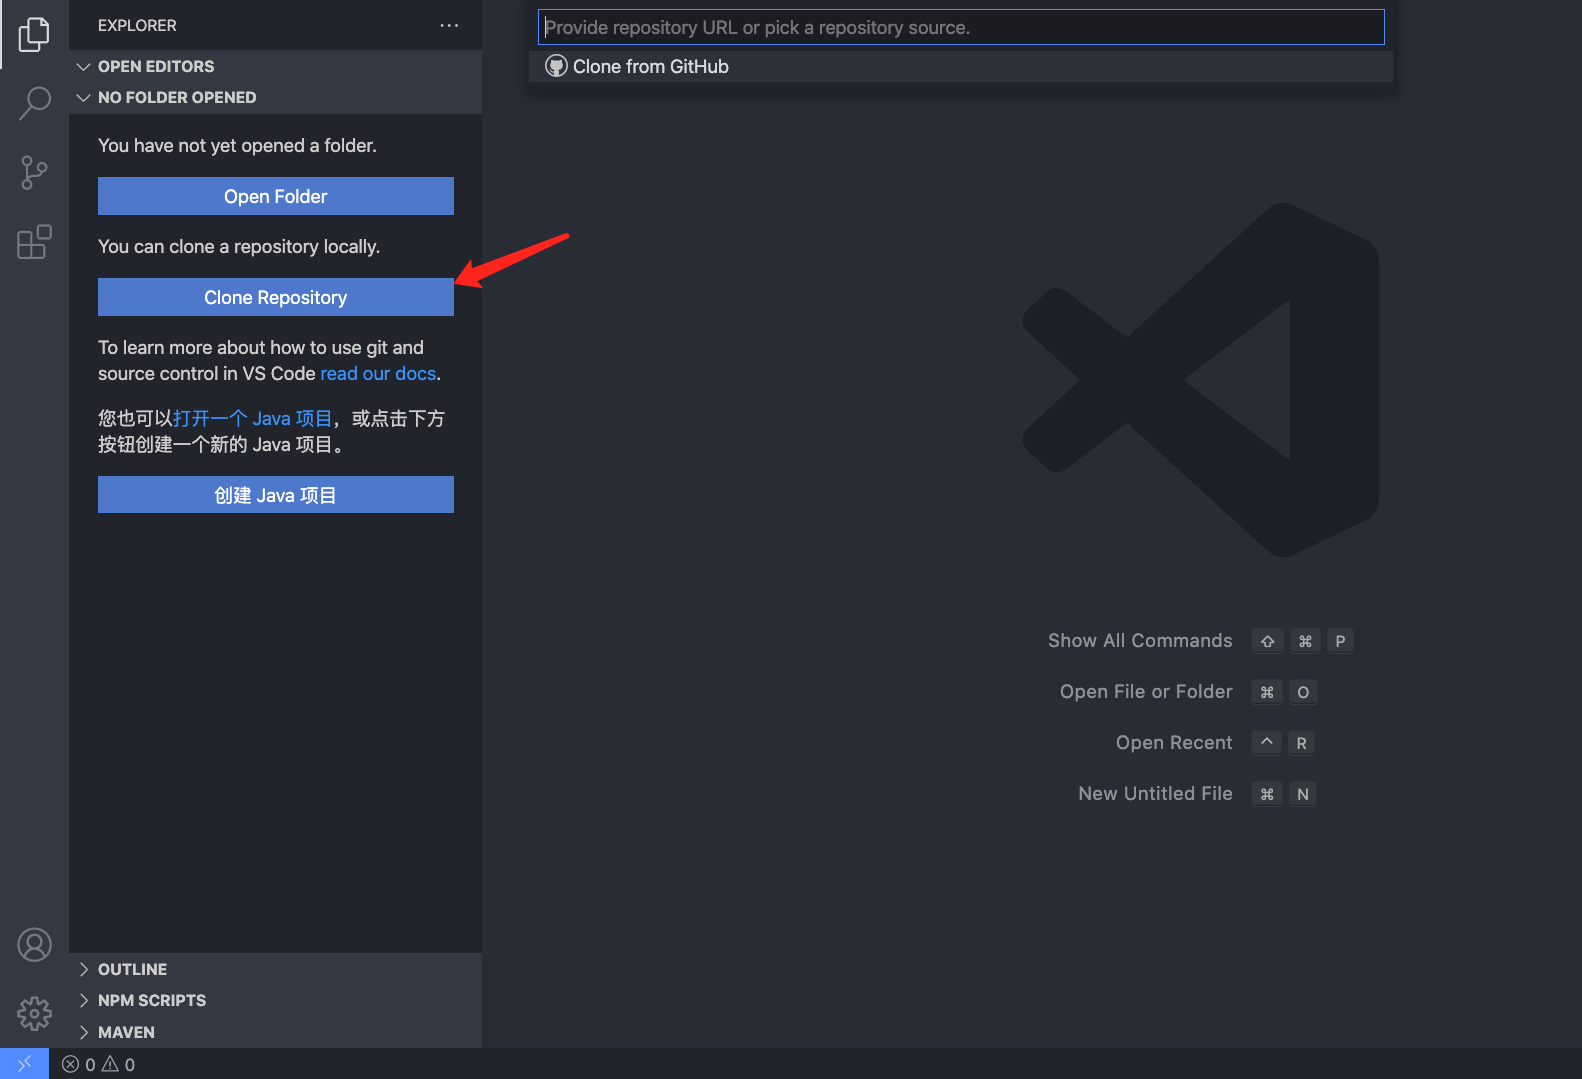 EXPLORER
OPEN EDITORS
NO FOLDER OPENED
You have not yet opened a folder.
Open Folder
You can clone a repository locally.
Clone Repository
To learn more about how to use git and
source control in VS Code read our docs.
您也可以打开一个 Java 项目，或点击下方
按钮创建一个新的 Java 项目。
创建 Java 项目
OUTLINE
NPM SCRIPTS
MAVEN
0 0
Provide repository URL or pick a repository source.
Clone from GitHub
Show All Commands ⇧ ⌘ P
Open File or Folder ⌘ O
Open Recent ^ R
New Untitled File ⌘ N